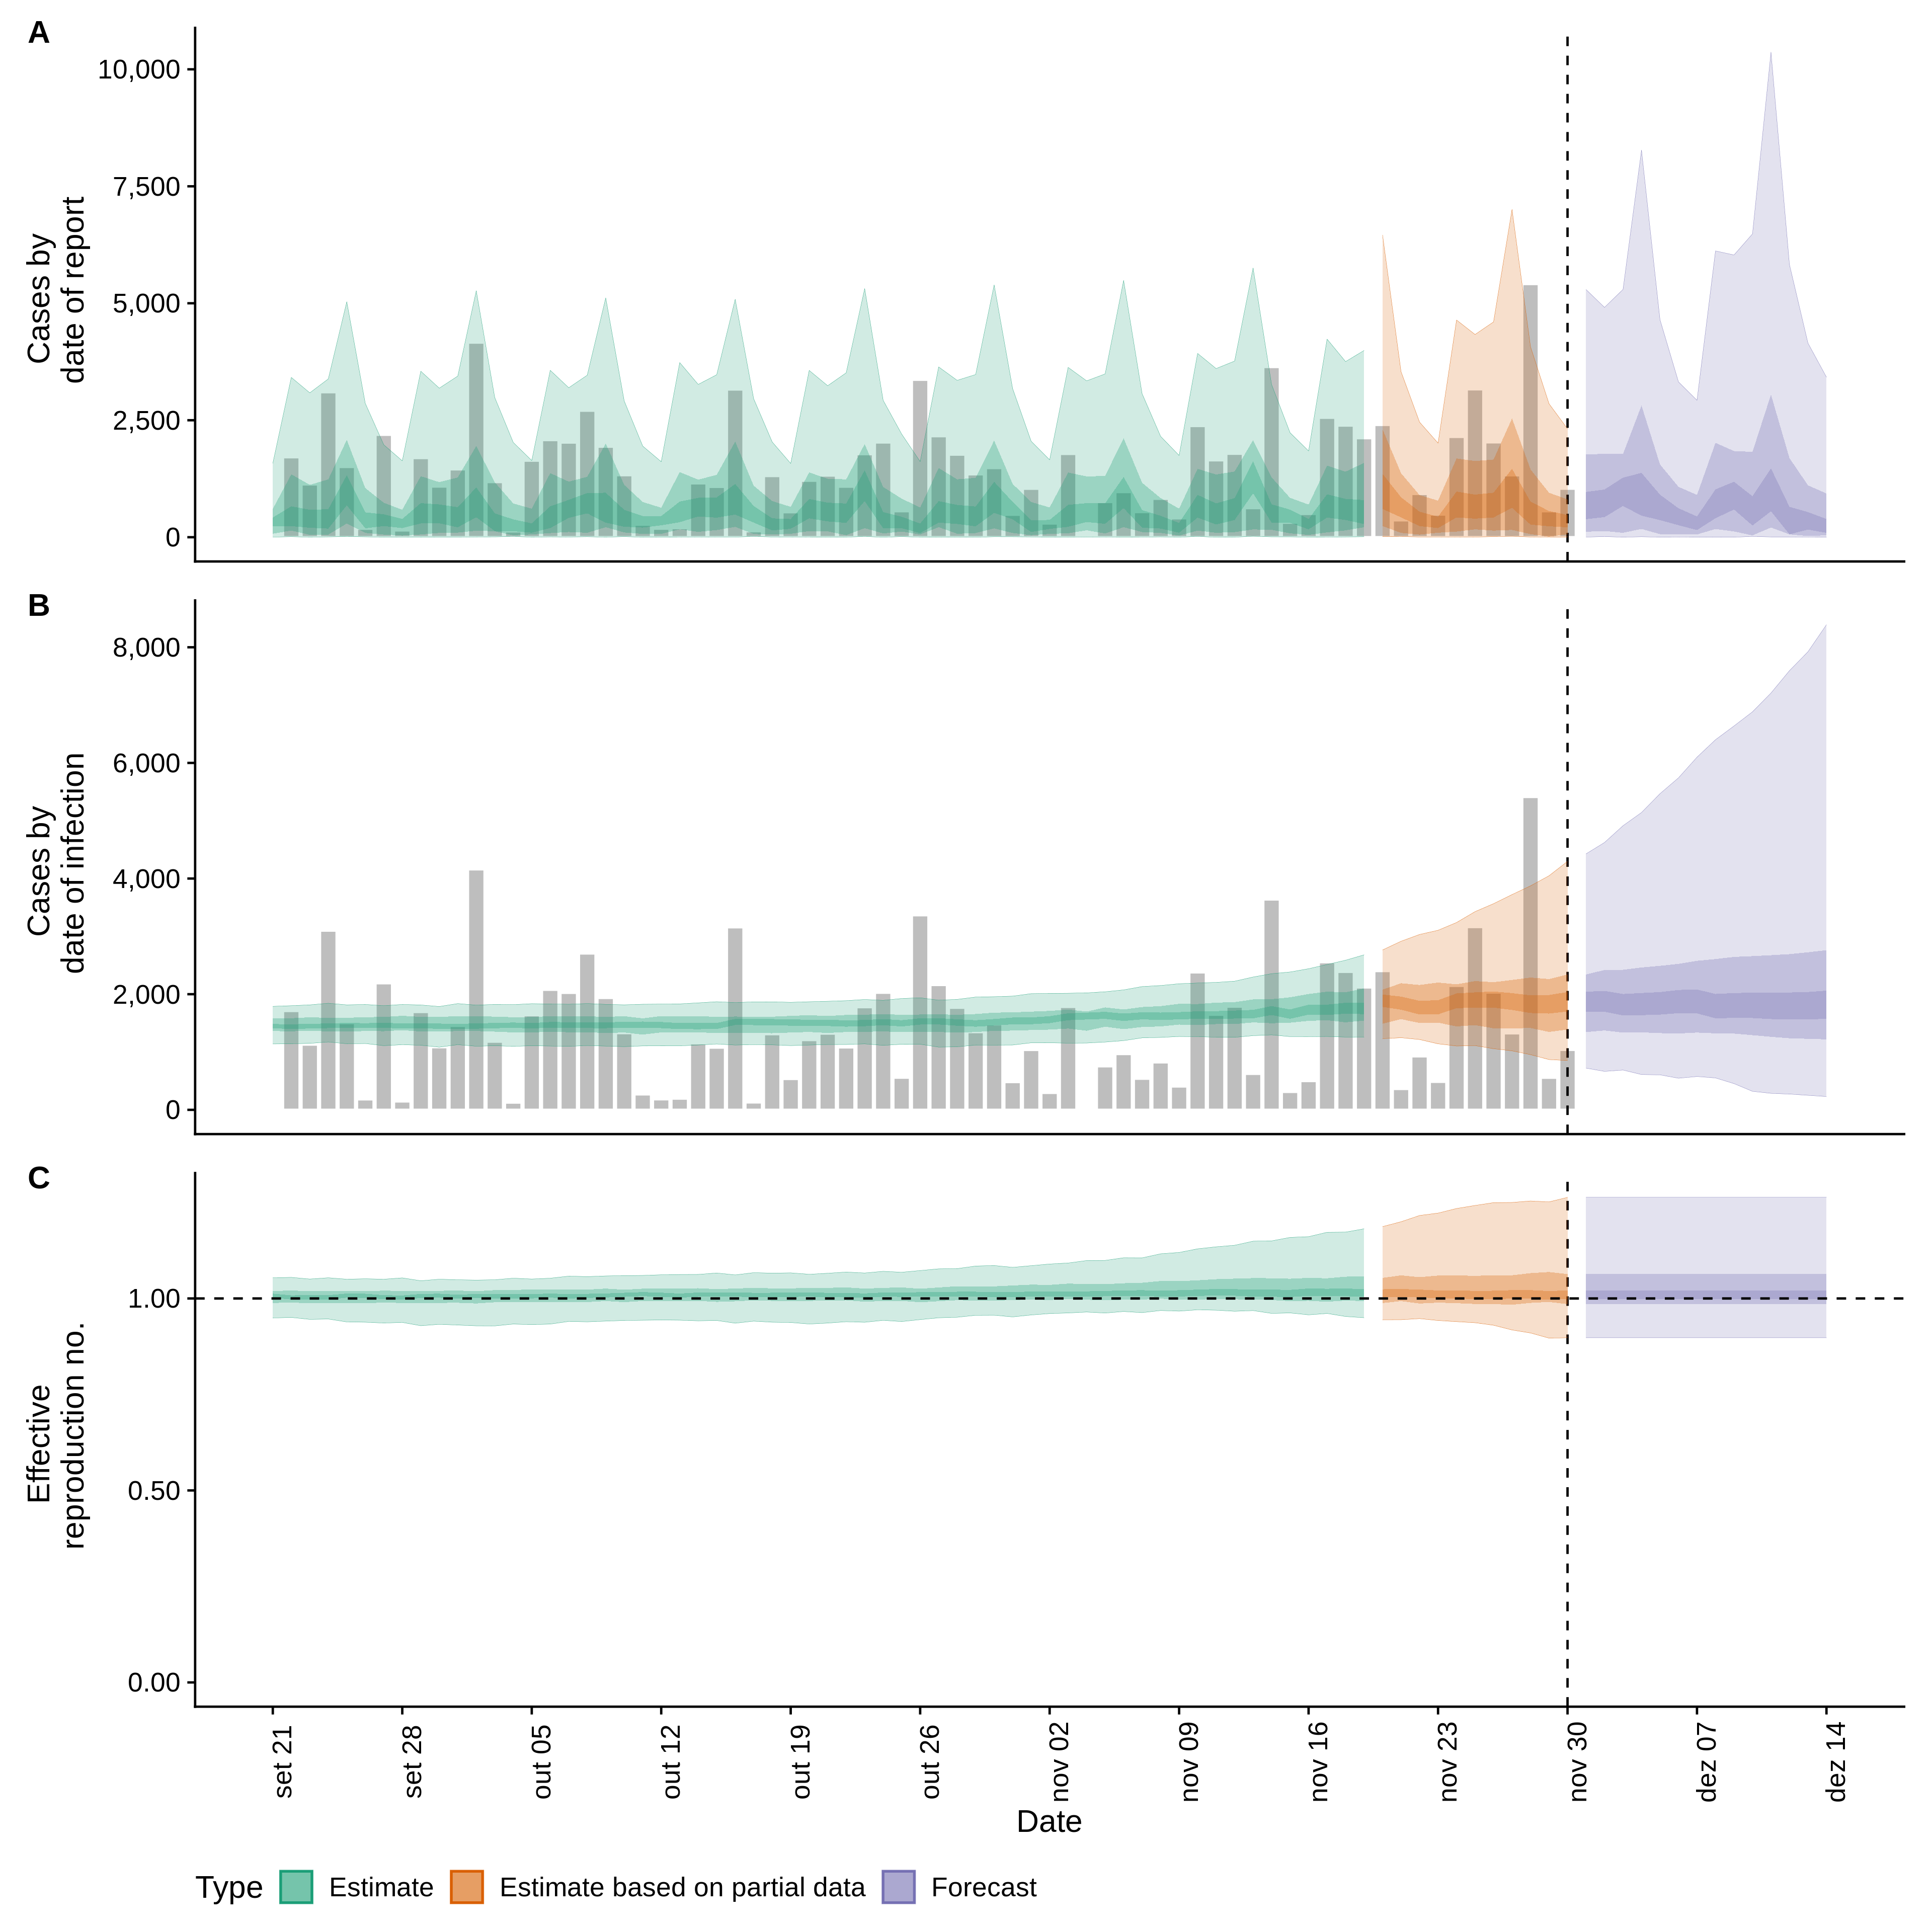 A
10,000
7,500
5,000
2,500
0
Cases by
date of report
B
8,000
6,000
4,000
2,000
0
Cases by
date of infection
C
1.00
0.50
0.00
Effective
reproduction no.
set 21
set 28
out 05
out 12
out 19
out 26
nov 02
nov 09
nov 16
nov 23
nov 30
dez 07
dez 14
Date
Type Estimate Estimate based on partial data Forecast